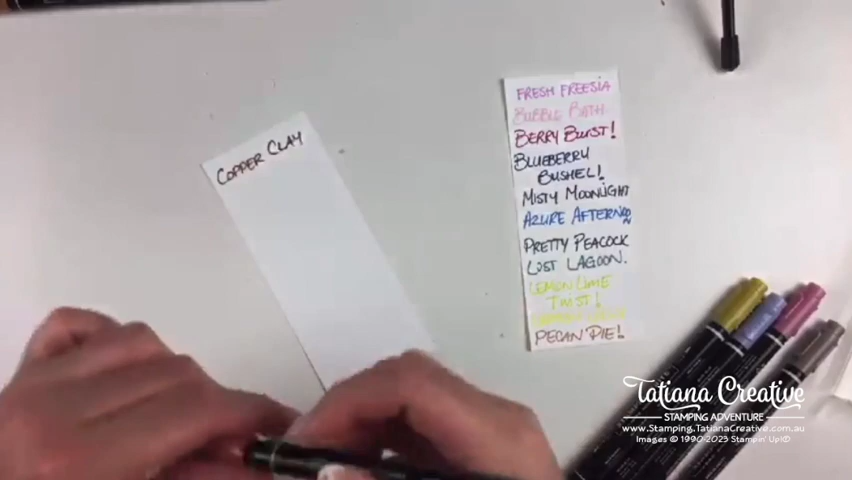 COPPER CLAY
FRESH FREESIA
BUBBLE BATH
BERRY BURST!
BLUEBERRY
BUSHEL!
MISTY MOONLIGHT
AZURE AFTERNOON
PRETTY PEACOCK
LOST LAGOON.
LEMON LIME
TWIST!
PECAN PIE!
Tatiana Creative
STAMPING ADVENTURE
www.Stamping.TatianaCreative.com.au
Images © 1990-2023 Stampin' Up!®